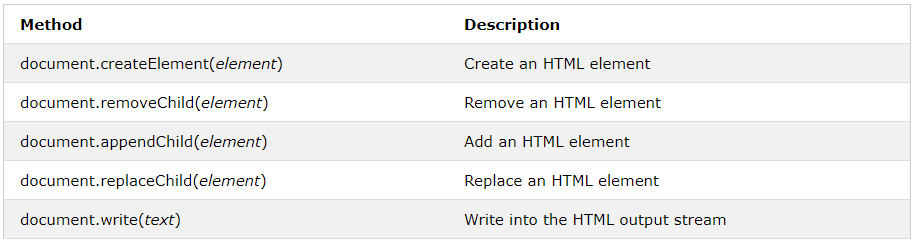 Method Description
document.createElement(element) Create an HTML element
document.removeChild(element) Remove an HTML element
document.appendChild(element) Add an HTML element
document.replaceChild(element) Replace an HTML element
document.write(text) Write into the HTML output stream